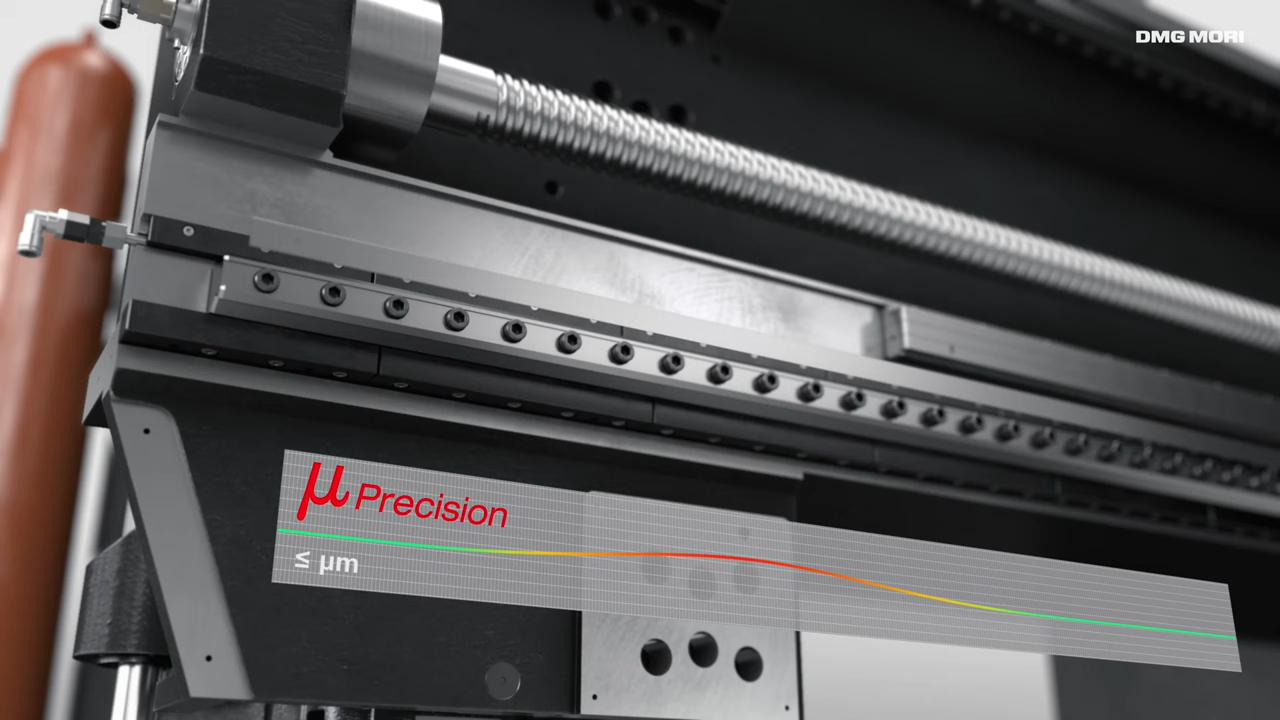 DMG MORI
μ Precision
≤ μm